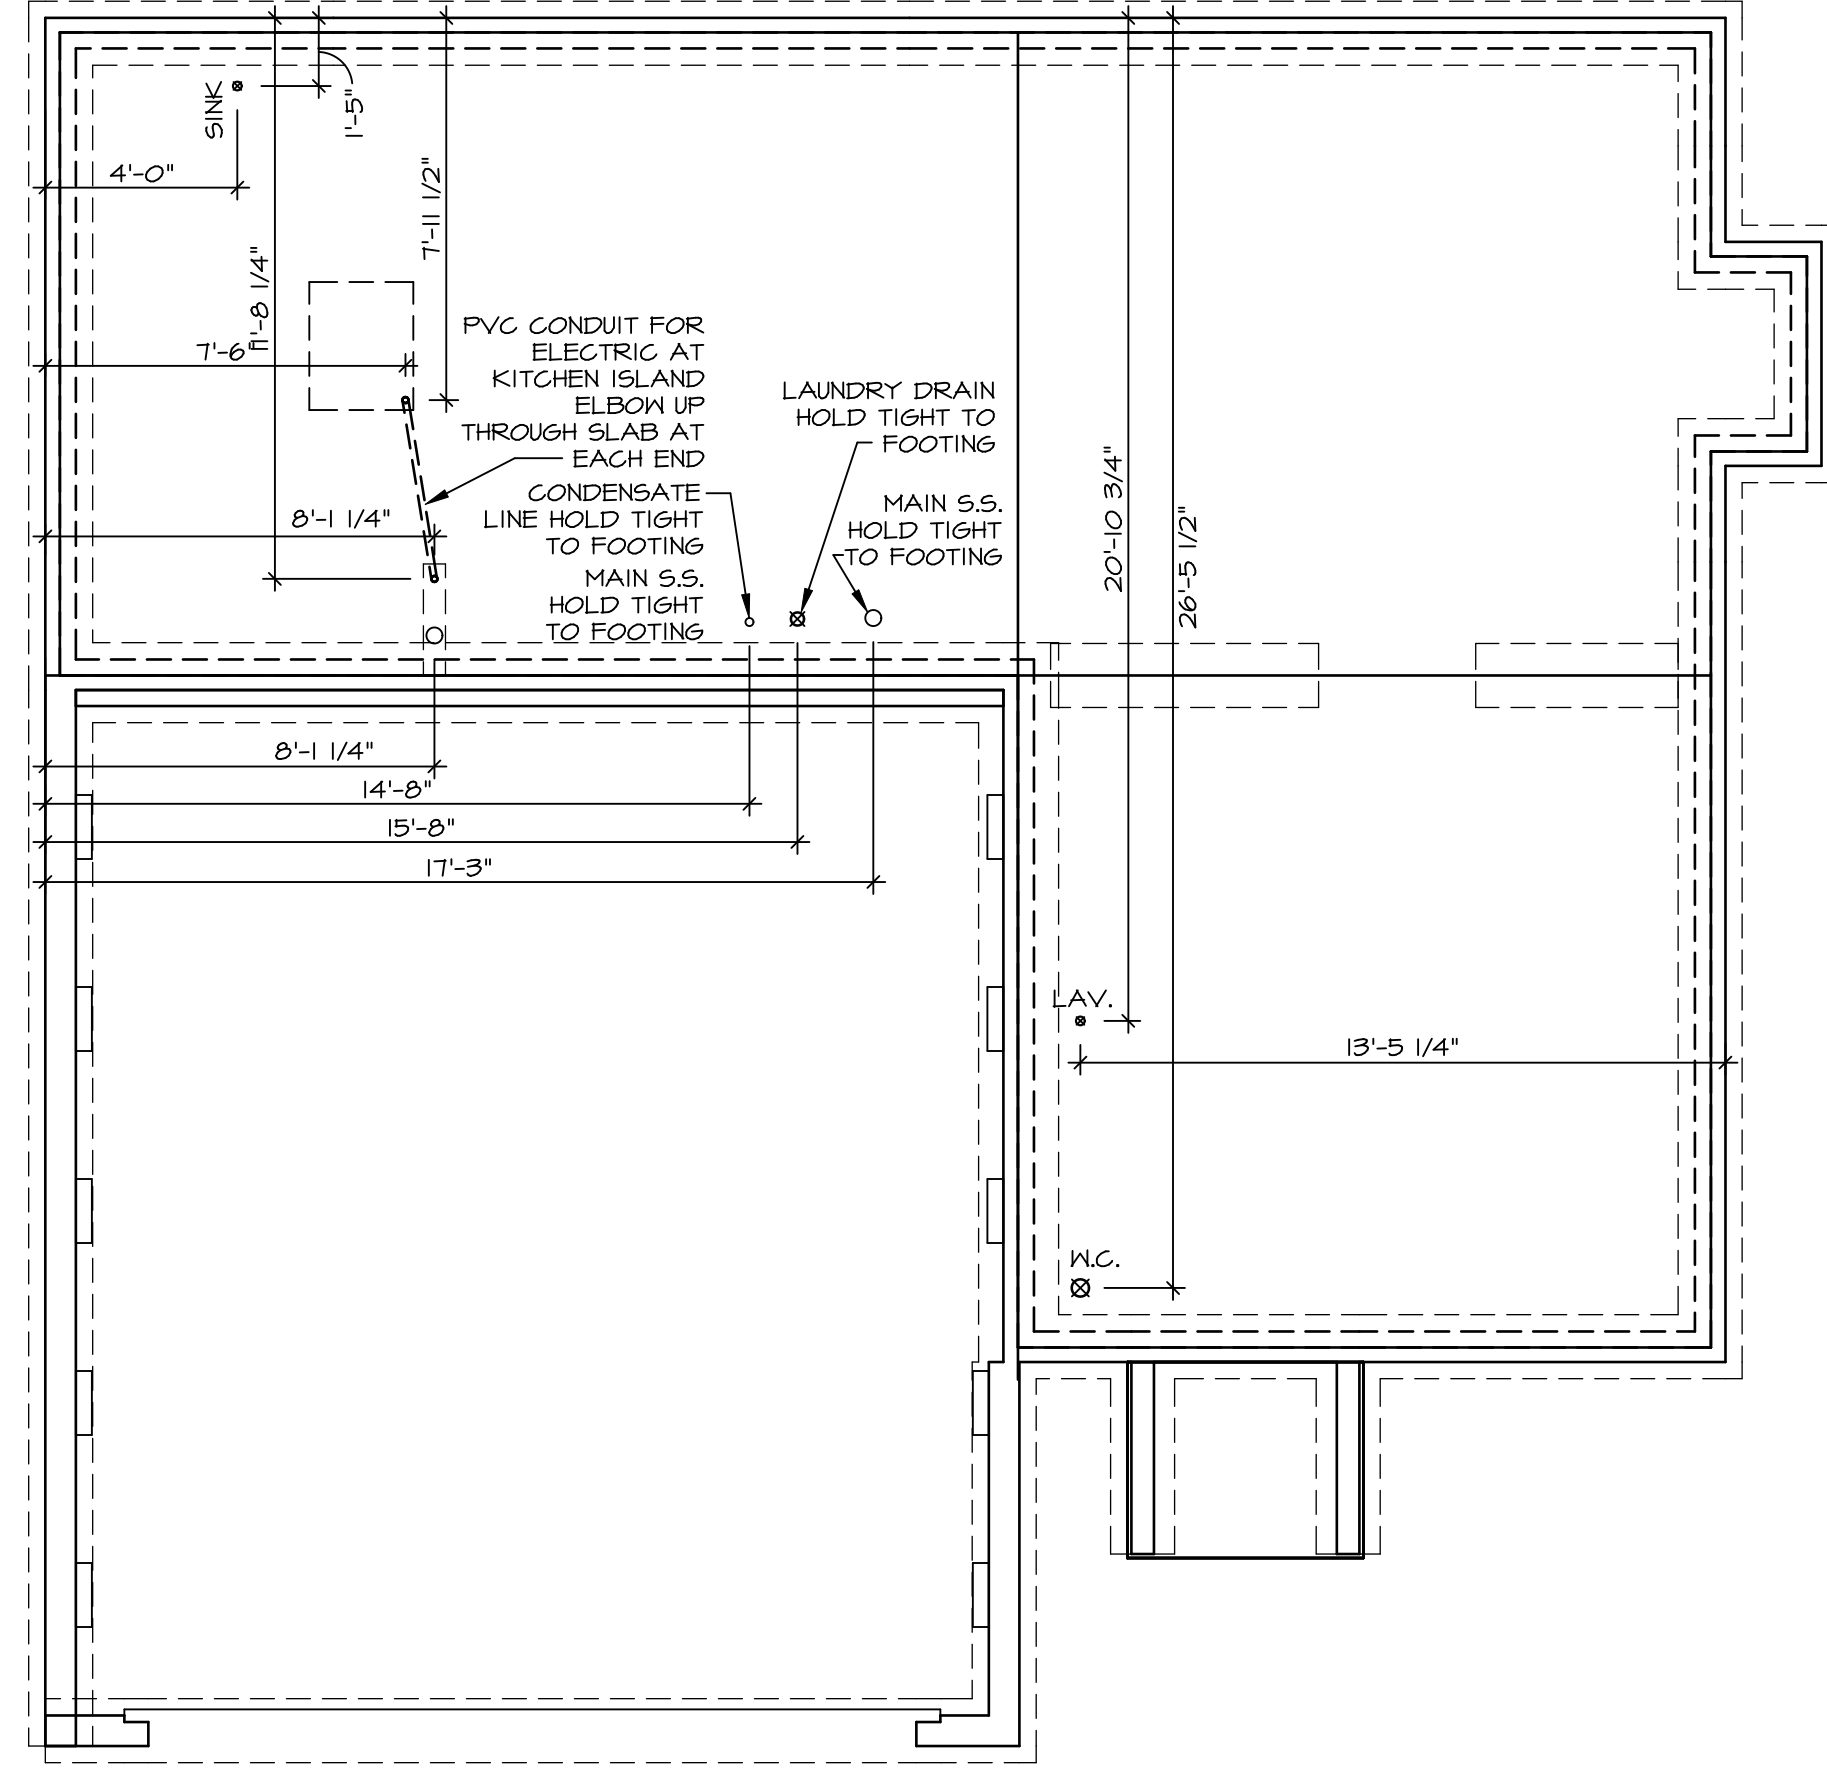 SINK
1'-5"
4'-0"
7'-11 1/2"
11'-8 1/4"
7'-6"
PVC CONDUIT FOR
ELECTRIC AT
KITCHEN ISLAND
ELBOW UP
THROUGH SLAB AT
EACH END
LAUNDRY DRAIN
HOLD TIGHT TO
FOOTING
CONDENSATE
LINE HOLD TIGHT
TO FOOTING
MAIN S.S.
HOLD TIGHT
TO FOOTING
MAIN S.S.
HOLD TIGHT
TO FOOTING
8'-1 1/4"
20'-10 3/4"
26'-5 1/2"
8'-1 1/4"
14'-8"
15'-8"
17'-3"
LAV.
13'-5 1/4"
W.C.